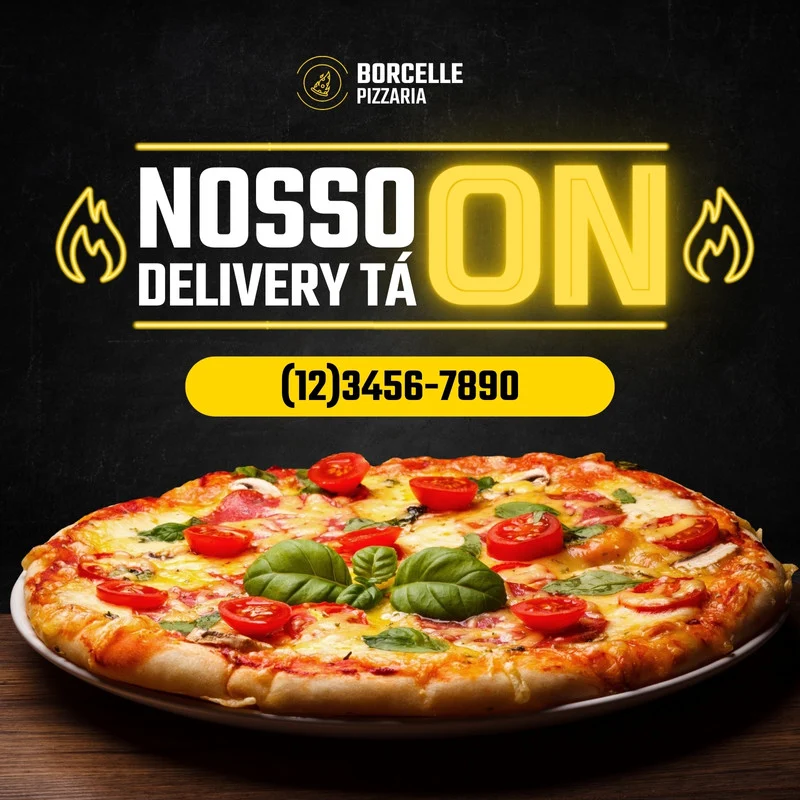 BORCELLE
PIZZARIA
NOSSO ON
DELIVERY TÁ
(12)3456-7890